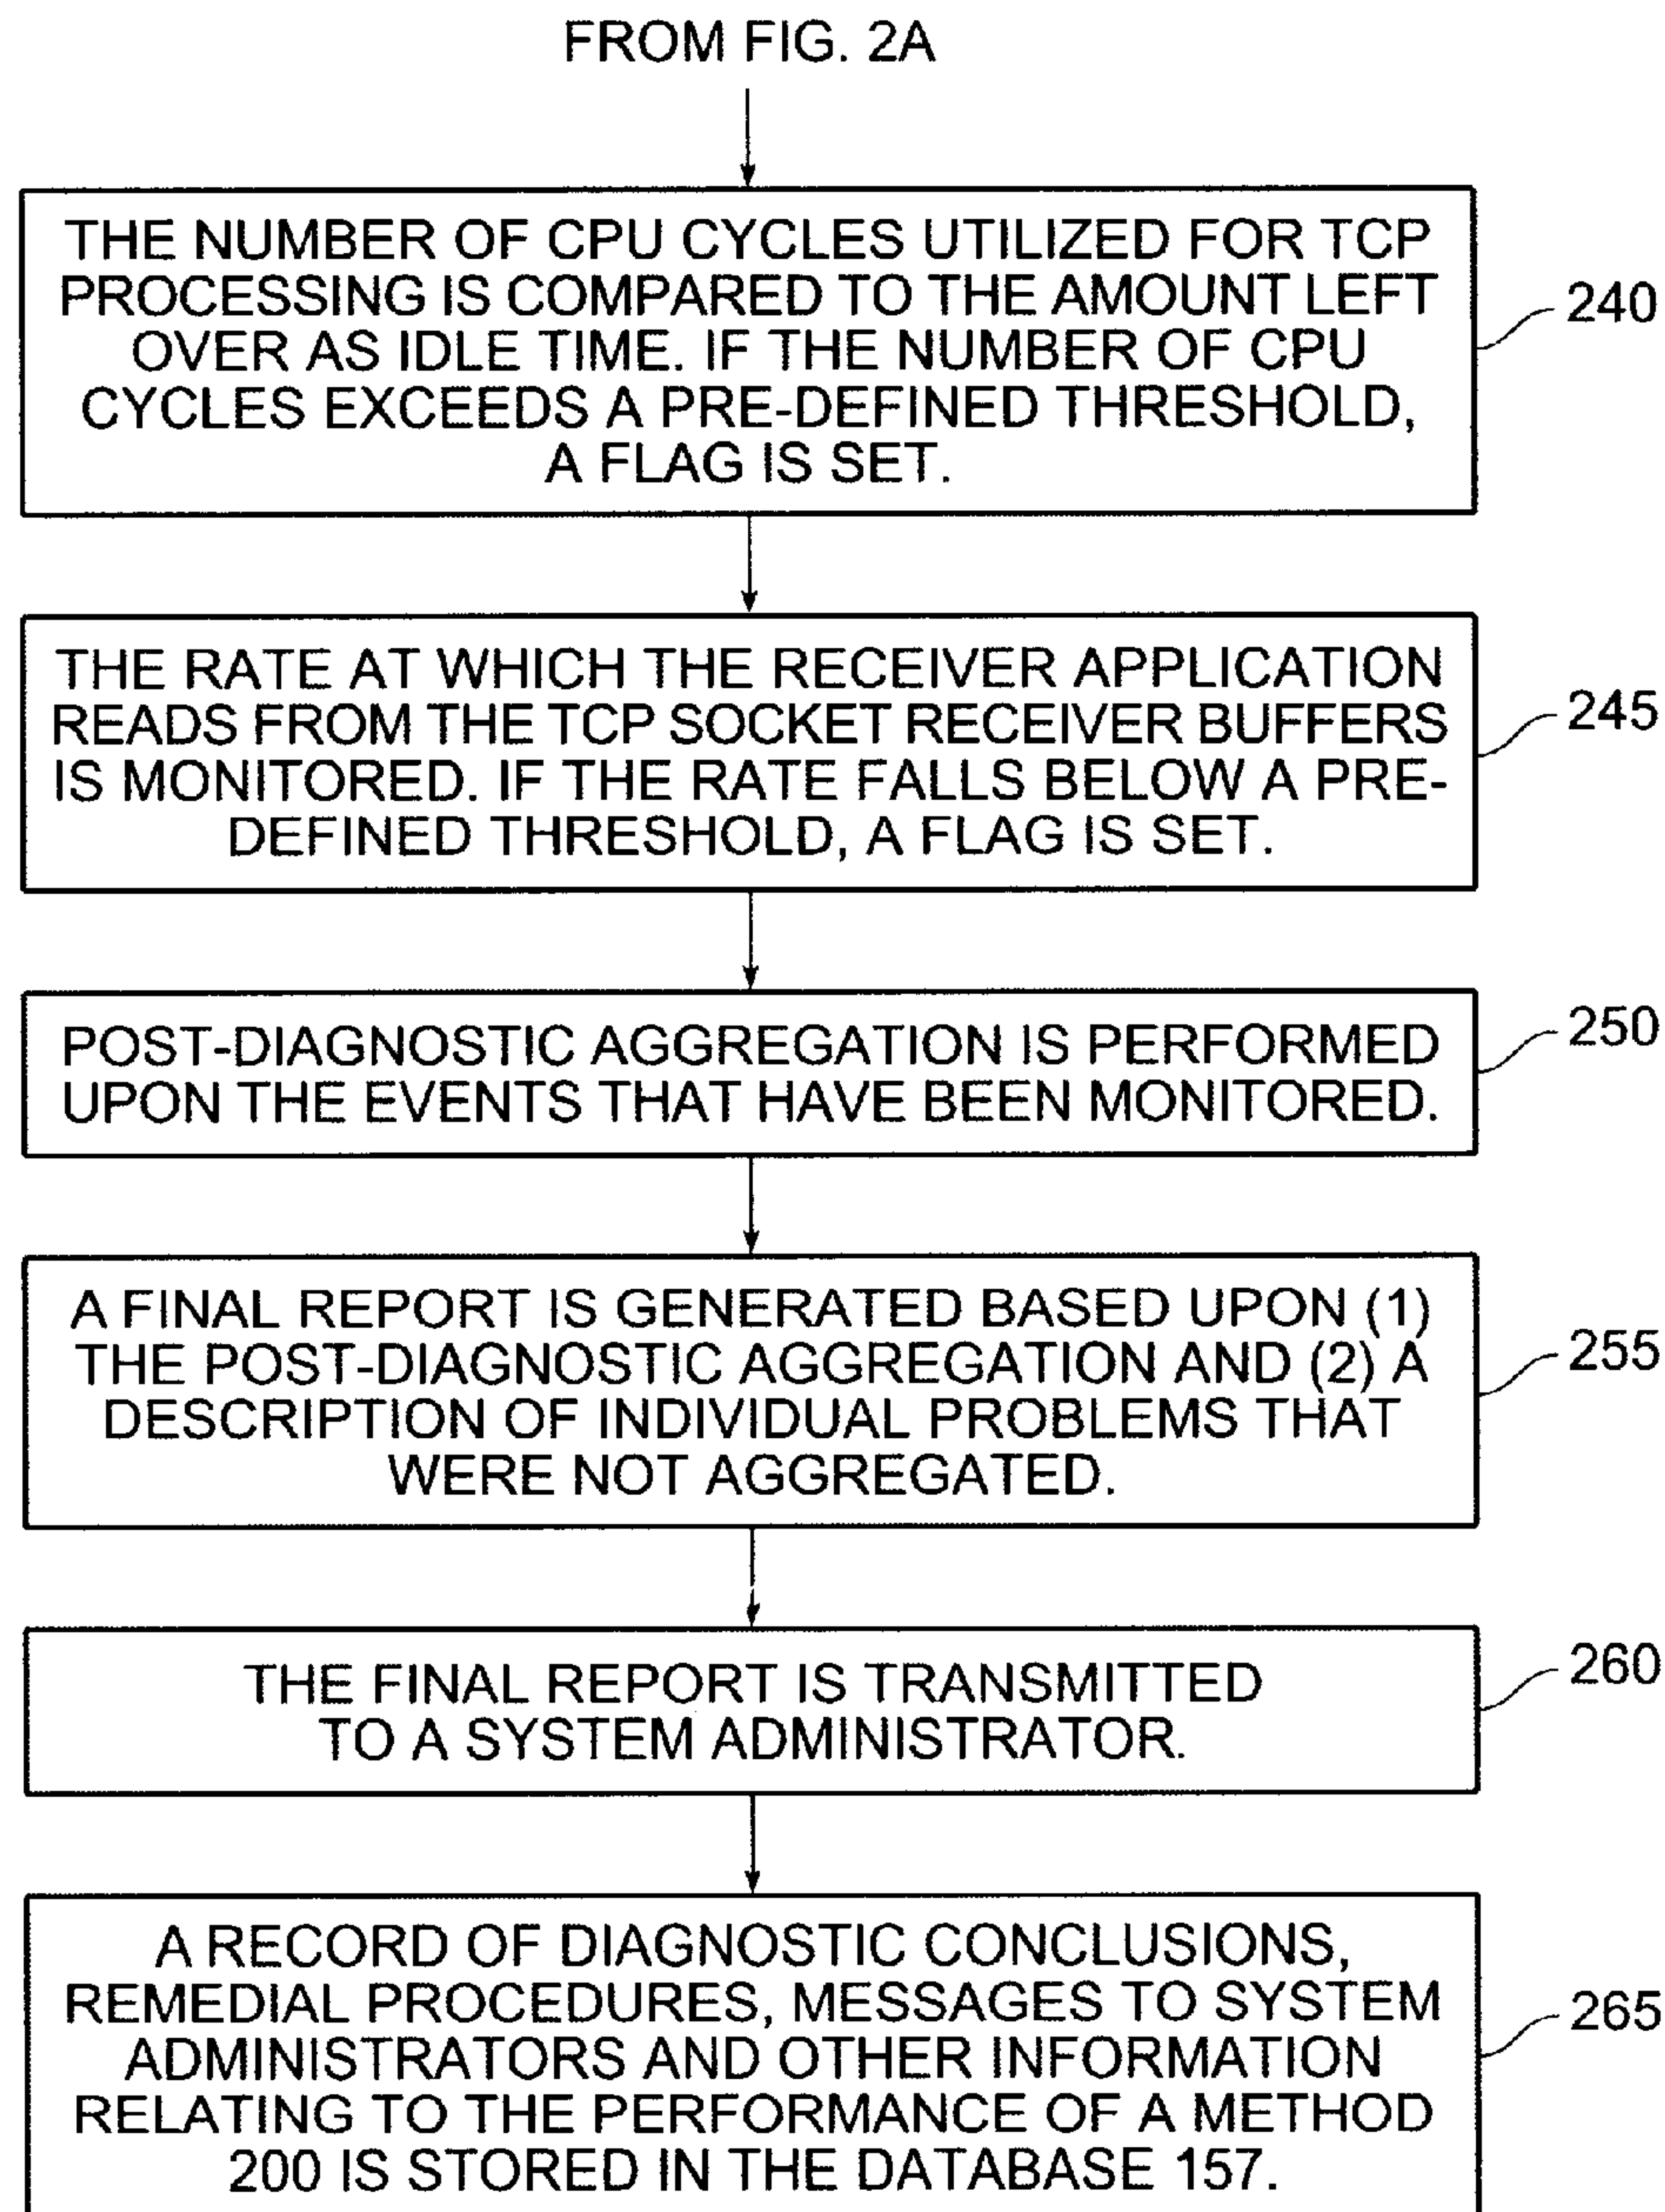 FROM FIG. 2A
THE NUMBER OF CPU CYCLES UTILIZED FOR TCP
PROCESSING IS COMPARED TO THE AMOUNT LEFT
OVER AS IDLE TIME. IF THE NUMBER OF CPU
CYCLES EXCEEDS A PRE-DEFINED THRESHOLD,
A FLAG IS SET.
240
THE RATE AT WHICH THE RECEIVER APPLICATION
READS FROM THE TCP SOCKET RECEIVER BUFFERS
IS MONITORED. IF THE RATE FALLS BELOW A PRE-
DEFINED THRESHOLD, A FLAG IS SET.
245
POST-DIAGNOSTIC AGGREGATION IS PERFORMED
UPON THE EVENTS THAT HAVE BEEN MONITORED.
250
A FINAL REPORT IS GENERATED BASED UPON (1)
THE POST-DIAGNOSTIC AGGREGATION AND (2) A
DESCRIPTION OF INDIVIDUAL PROBLEMS THAT
WERE NOT AGGREGATED.
255
THE FINAL REPORT IS TRANSMITTED
TO A SYSTEM ADMINISTRATOR.
260
A RECORD OF DIAGNOSTIC CONCLUSIONS,
REMEDIAL PROCEDURES, MESSAGES TO SYSTEM
ADMINISTRATORS AND OTHER INFORMATION
RELATING TO THE PERFORMANCE OF A METHOD
200 IS STORED IN THE DATABASE 157.
265